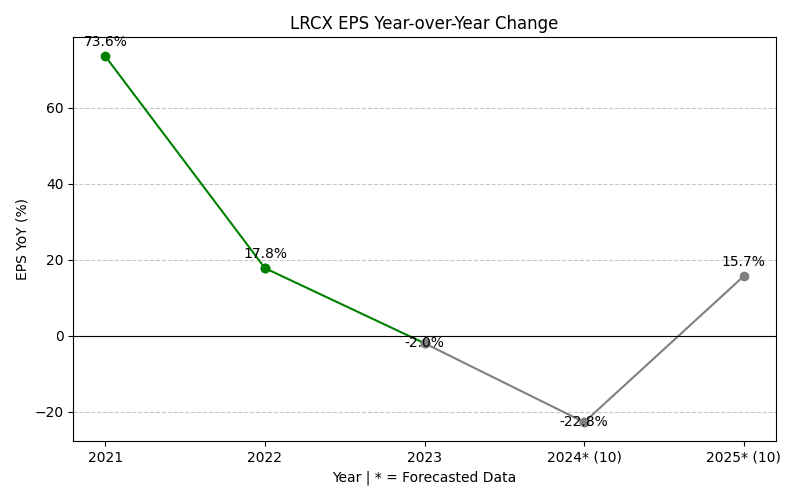 LRCX EPS Year-over-Year Change
73.6%
60
40
17.8%
20
15.7%
0
-2.0%
−20
-22.8%
EPS YoY (%)
2021 2022 2023 2024* (10) 2025* (10)
Year | * = Forecasted Data